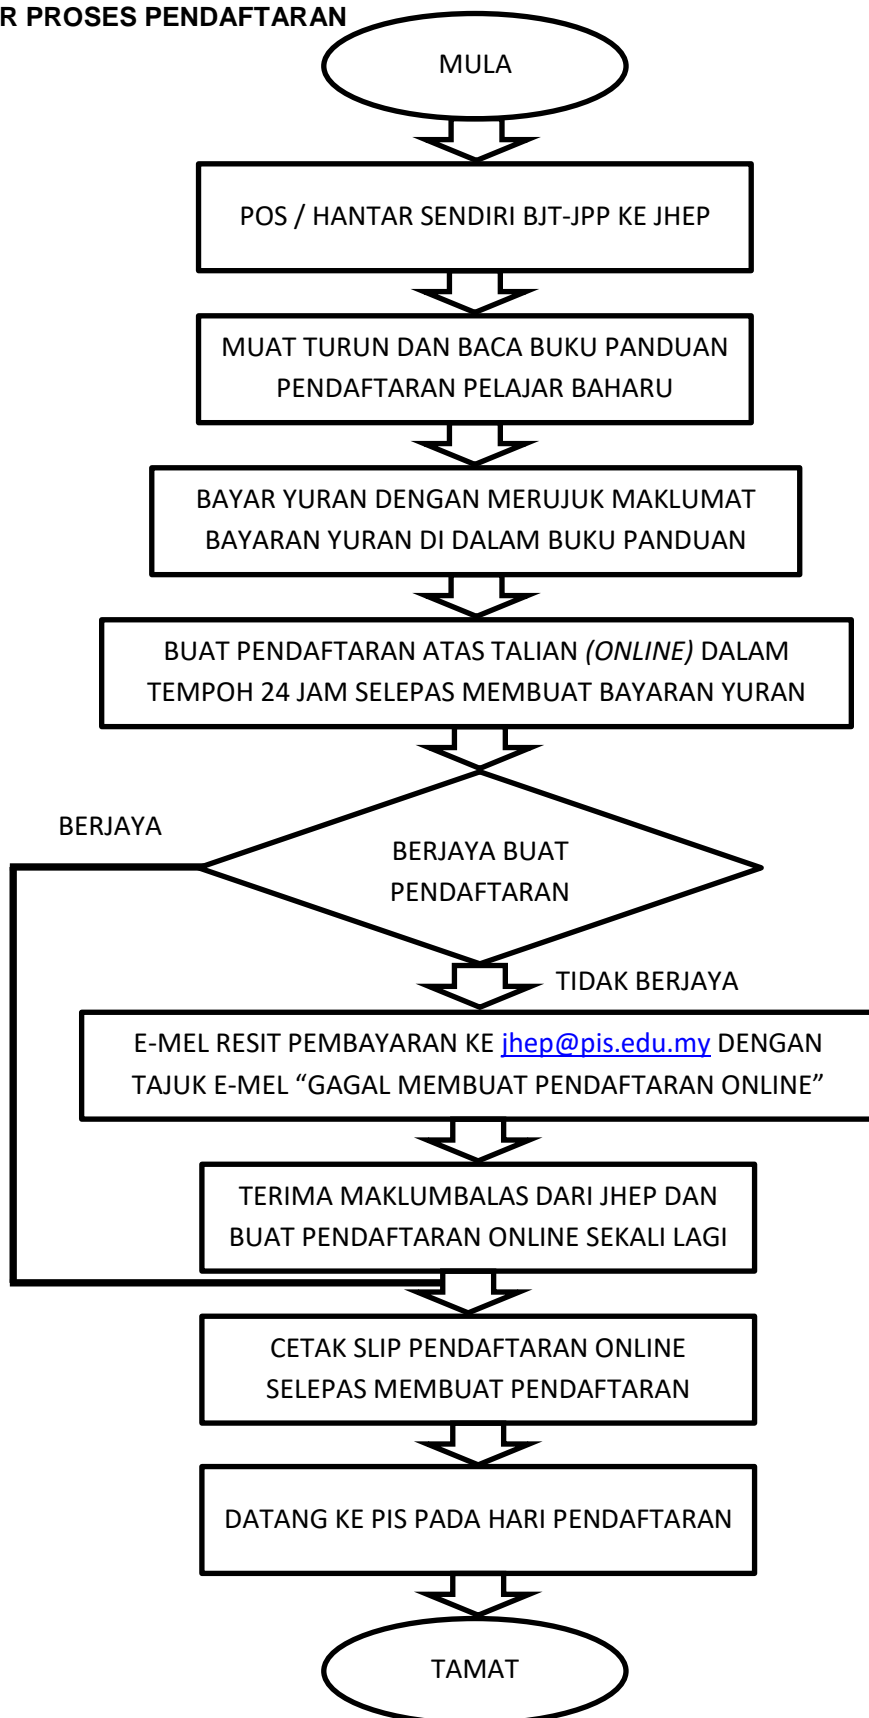 R PROSES PENDAFTARAN
MULA
POS / HANTAR SENDIRI BJT-JPP KE JHEP
MUAT TURUN DAN BACA BUKU PANDUAN
PENDAFTARAN PELAJAR BAHARU
BAYAR YURAN DENGAN MERUJUK MAKLUMAT
BAYARAN YURAN DI DALAM BUKU PANDUAN
BUAT PENDAFTARAN ATAS TALIAN (ONLINE) DALAM
TEMPOH 24 JAM SELEPAS MEMBUAT BAYARAN YURAN
BERJAYA
BERJAYA BUAT
PENDAFTARAN
TIDAK BERJAYA
E-MEL RESIT PEMBAYARAN KE jhep@pis.edu.my DENGAN
TAJUK E-MEL “GAGAL MEMBUAT PENDAFTARAN ONLINE”
TERIMA MAKLUMBALAS DARI JHEP DAN
BUAT PENDAFTARAN ONLINE SEKALI LAGI
CETAK SLIP PENDAFTARAN ONLINE
SELEPAS MEMBUAT PENDAFTARAN
DATANG KE PIS PADA HARI PENDAFTARAN
TAMAT